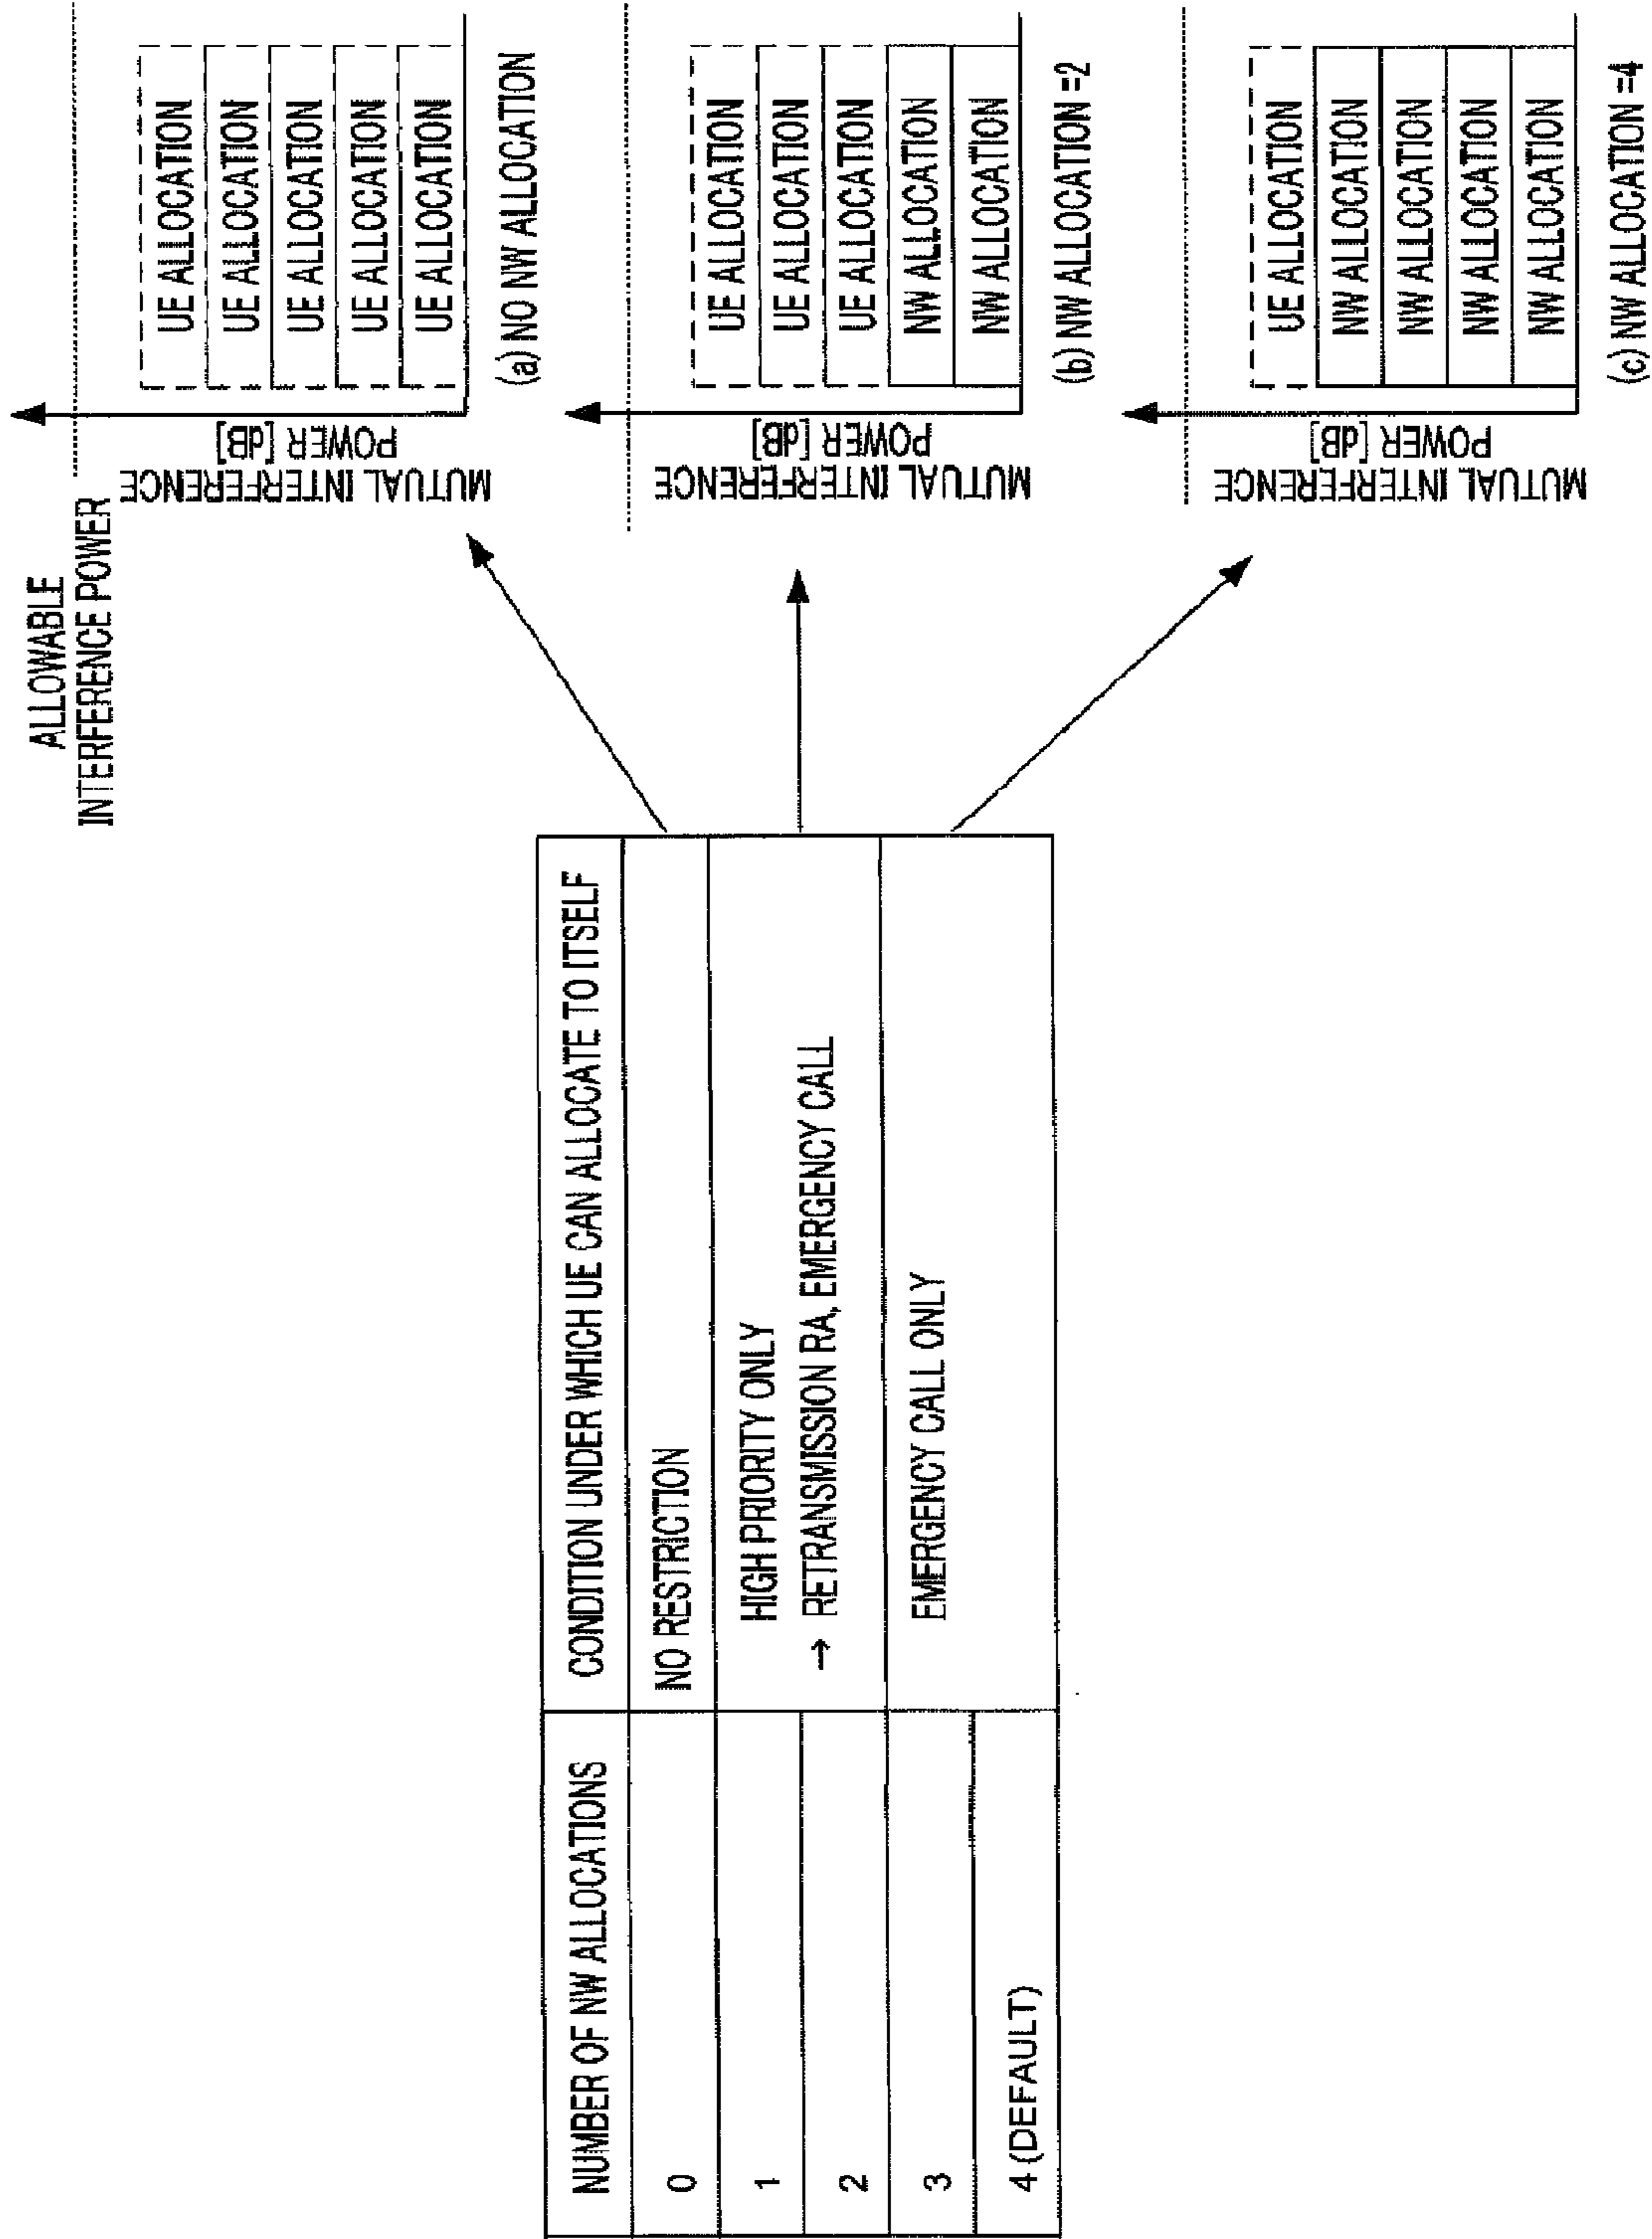 NUMBER OF NW ALLOCATIONS
CONDITION UNDER WHICH UE CAN ALLOCATE TO ITSELF
0
NO RESTRICTION
1
HIGH PRIORITY ONLY
2
→ RETRANSMISSION RA, EMERGENCY CALL
3
EMERGENCY CALL ONLY
4 (DEFAULT)
ALLOWABLE
INTERFERENCE POWER
MUTUAL INTERFERENCE
POWER [dB]
UE ALLOCATION
UE ALLOCATION
UE ALLOCATION
UE ALLOCATION
UE ALLOCATION
(a) NO NW ALLOCATION
MUTUAL INTERFERENCE
POWER [dB]
UE ALLOCATION
UE ALLOCATION
UE ALLOCATION
NW ALLOCATION
NW ALLOCATION
(b) NW ALLOCATION =2
MUTUAL INTERFERENCE
POWER [dB]
UE ALLOCATION
NW ALLOCATION
NW ALLOCATION
NW ALLOCATION
NW ALLOCATION
(c) NW ALLOCATION =4